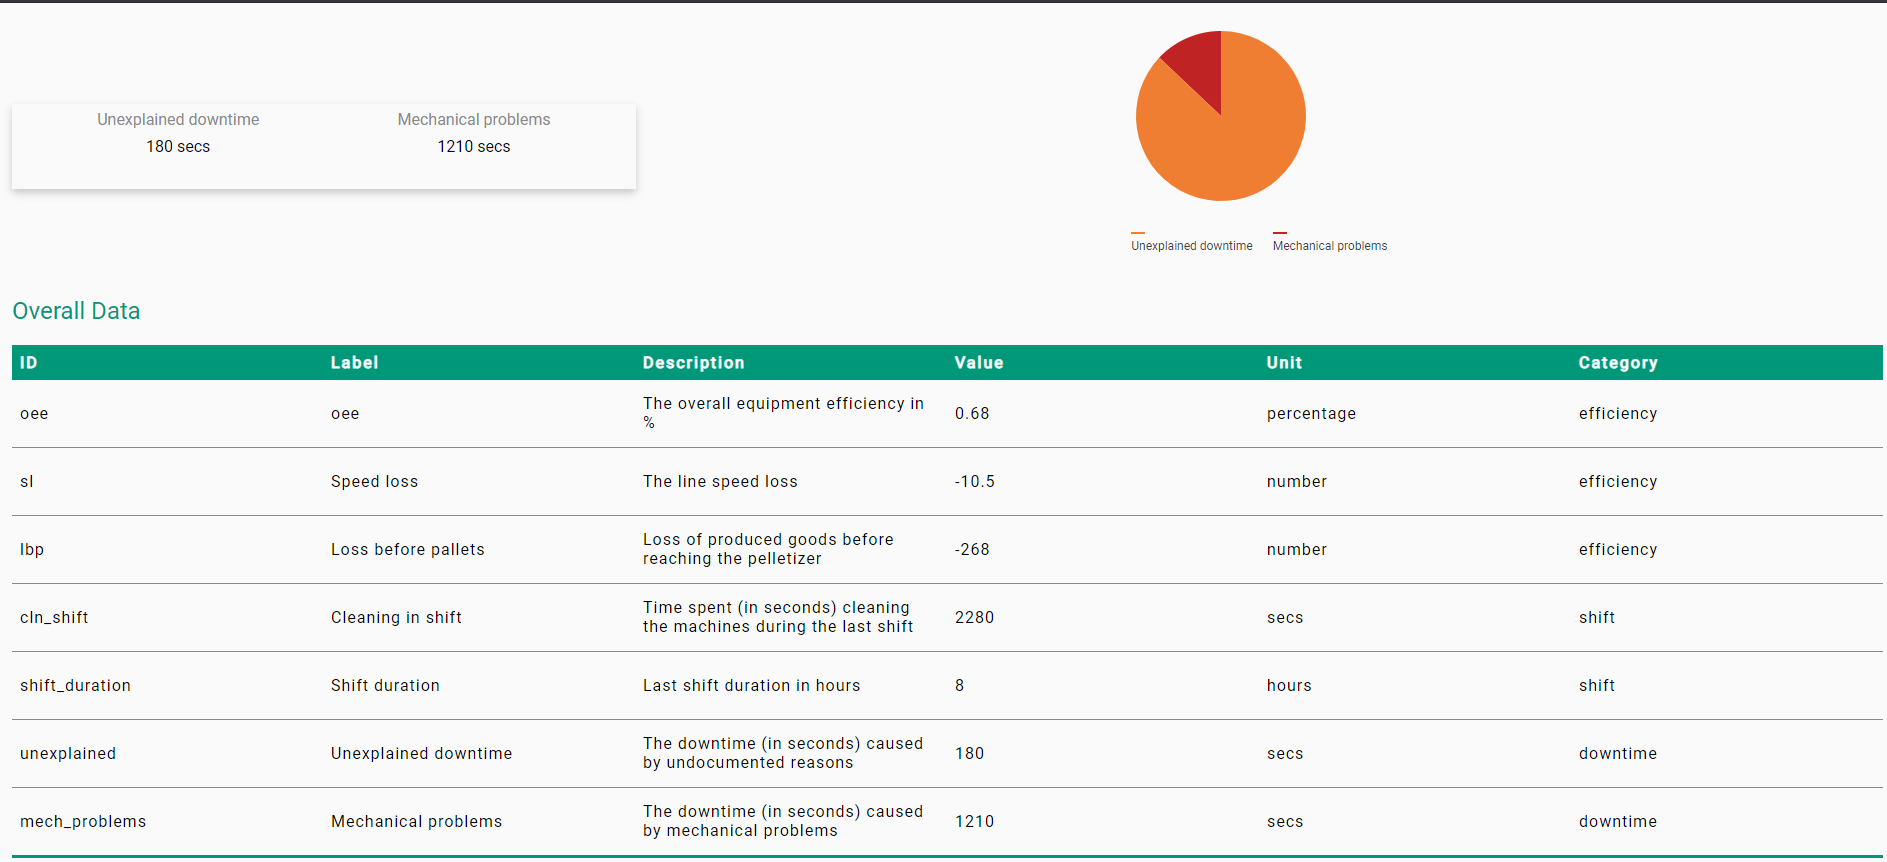 Unexplained downtime Mechanical problems
180 secs 1210 secs
Unexplained downtime Mechanical problems
Overall Data
ID Label Description Value Unit Category
oee oee The overall equipment efficiency in 0.68 percentage efficiency
%
sl Speed loss The line speed loss -10.5 number efficiency
lbp Loss before pallets Loss of produced goods before -268 number efficiency
reaching the pelletizer
cln_shift Cleaning in shift Time spent (in seconds) cleaning 2280 secs shift
the machines during the last shift
shift_duration Shift duration Last shift duration in hours 8 hours shift
unexplained Unexplained downtime The downtime (in seconds) caused 180 secs downtime
by undocumented reasons
mech_problems Mechanical problems The downtime (in seconds) caused 1210 secs downtime
by mechanical problems